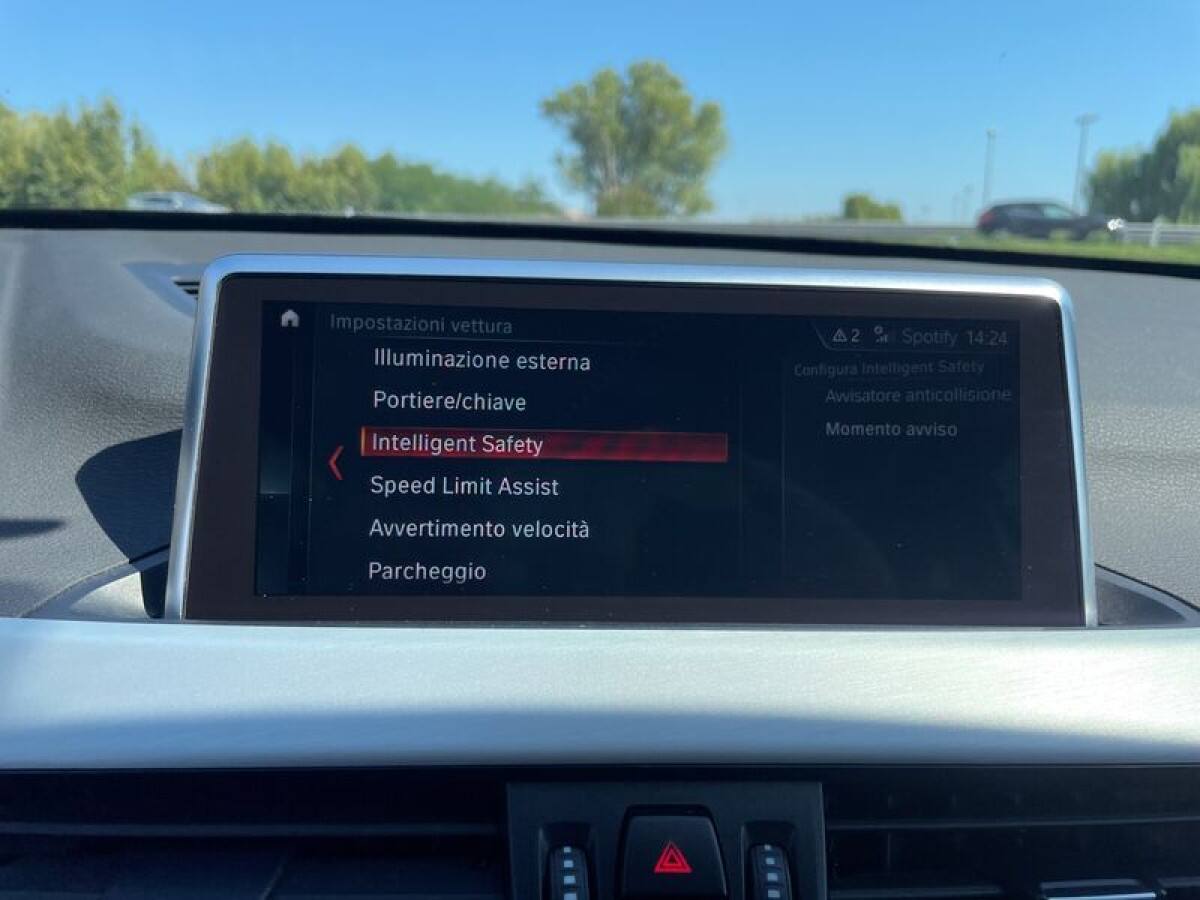 Impostazioni vettura
2 Spotify 14:24
Illuminazione esterna
Portiere/chiave
Intelligent Safety
Speed Limit Assist
Avvertimento velocità
Parcheggio
Configura Intelligent Safety
Avvisatore anticollisione
Momento avviso